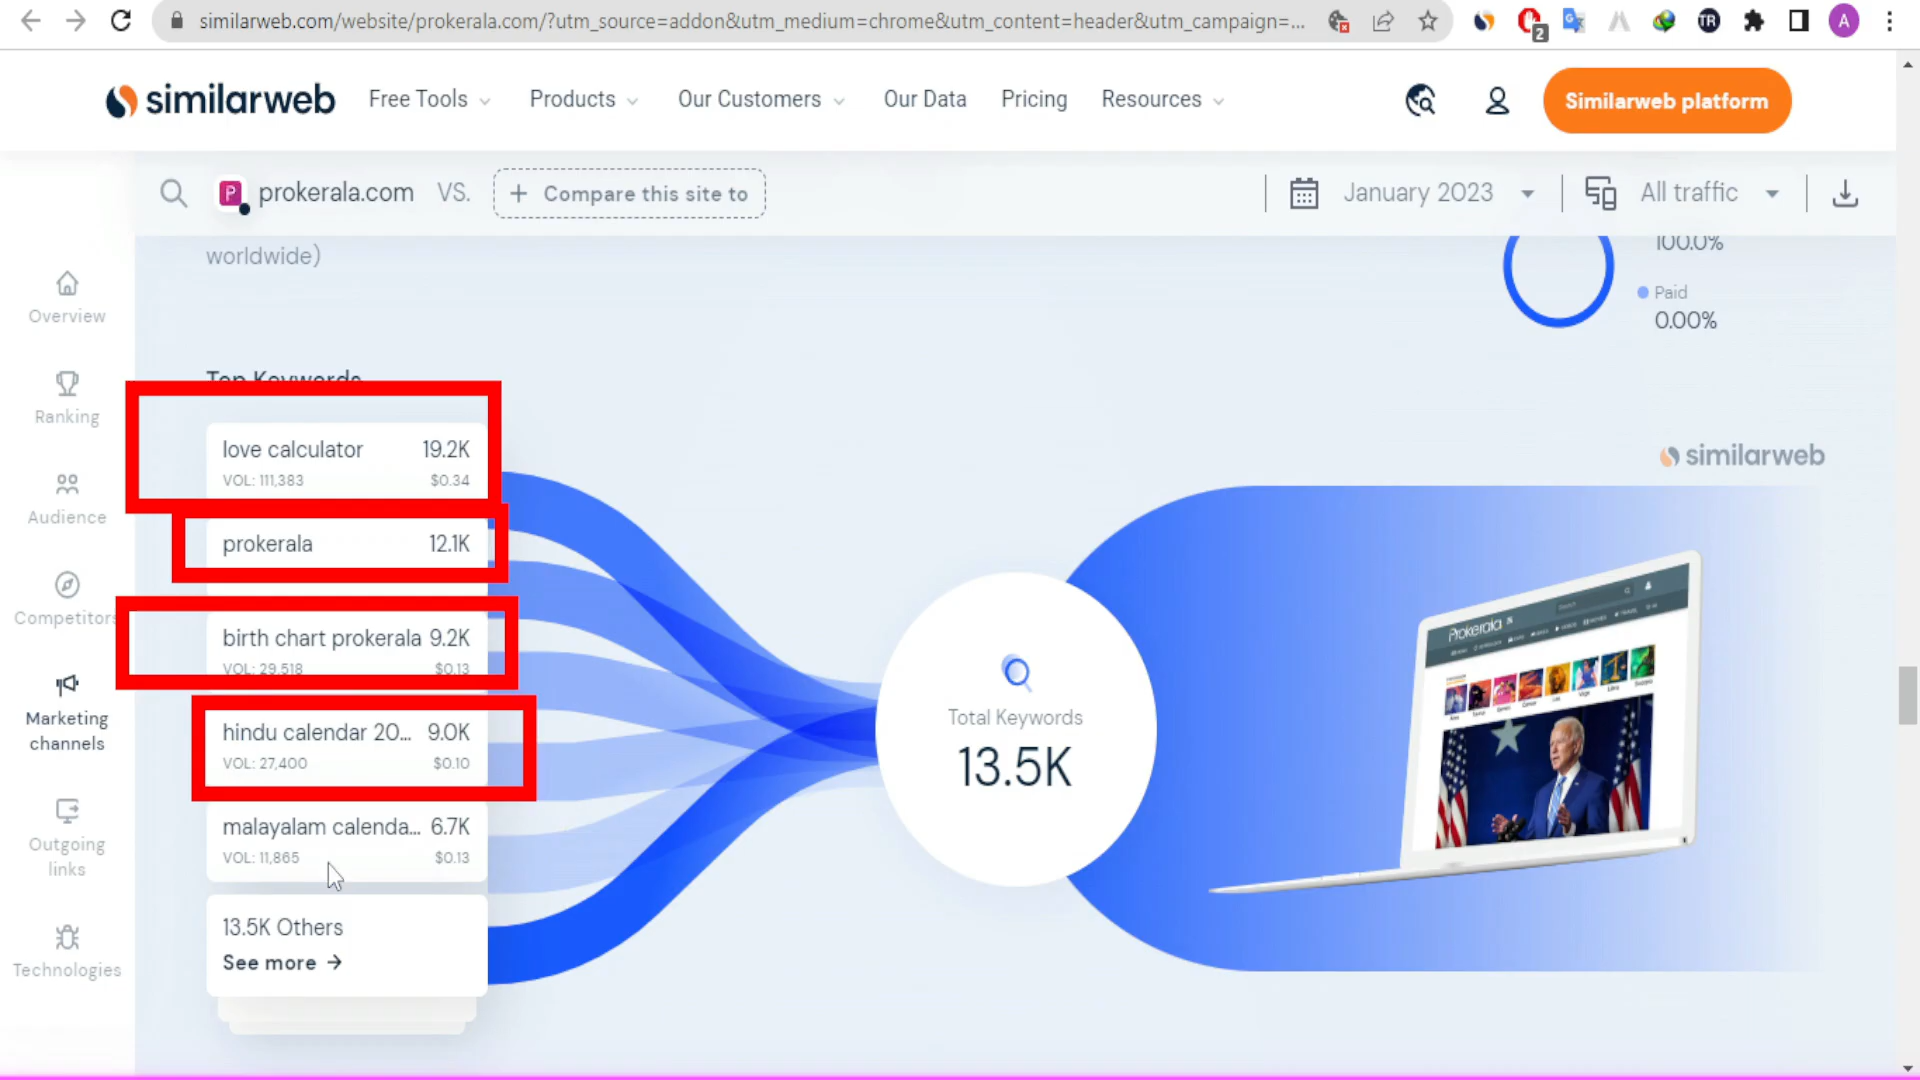 similarweb.com/website/prokerala.com/?utm_source=addon&utm_medium=chrome&utm_content=header&utm_campaign=...
2
TR
A
similarweb
Free Tools
Products
Our Customers
Our Data
Pricing
Resources
Similarweb platform
P
prokerala.com
VS.
+ Compare this site to
January 2023
All traffic
worldwide)
100.0%
Paid
0.00%
Overview
Ranking
Audience
Competitors
Marketing
channels
Outgoing
links
Technologies
Top Keywords
love calculator 19.2K
VOL: 111,383 $0.34
prokerala 12.1K
birth chart prokerala 9.2K
VOL: 29,518 $0.13
hindu calendar 20... 9.0K
VOL: 27,400 $0.10
malayalam calenda... 6.7K
VOL: 11,865 $0.13
13.5K Others
See more →
Total Keywords
13.5K
similarweb
Prokerala